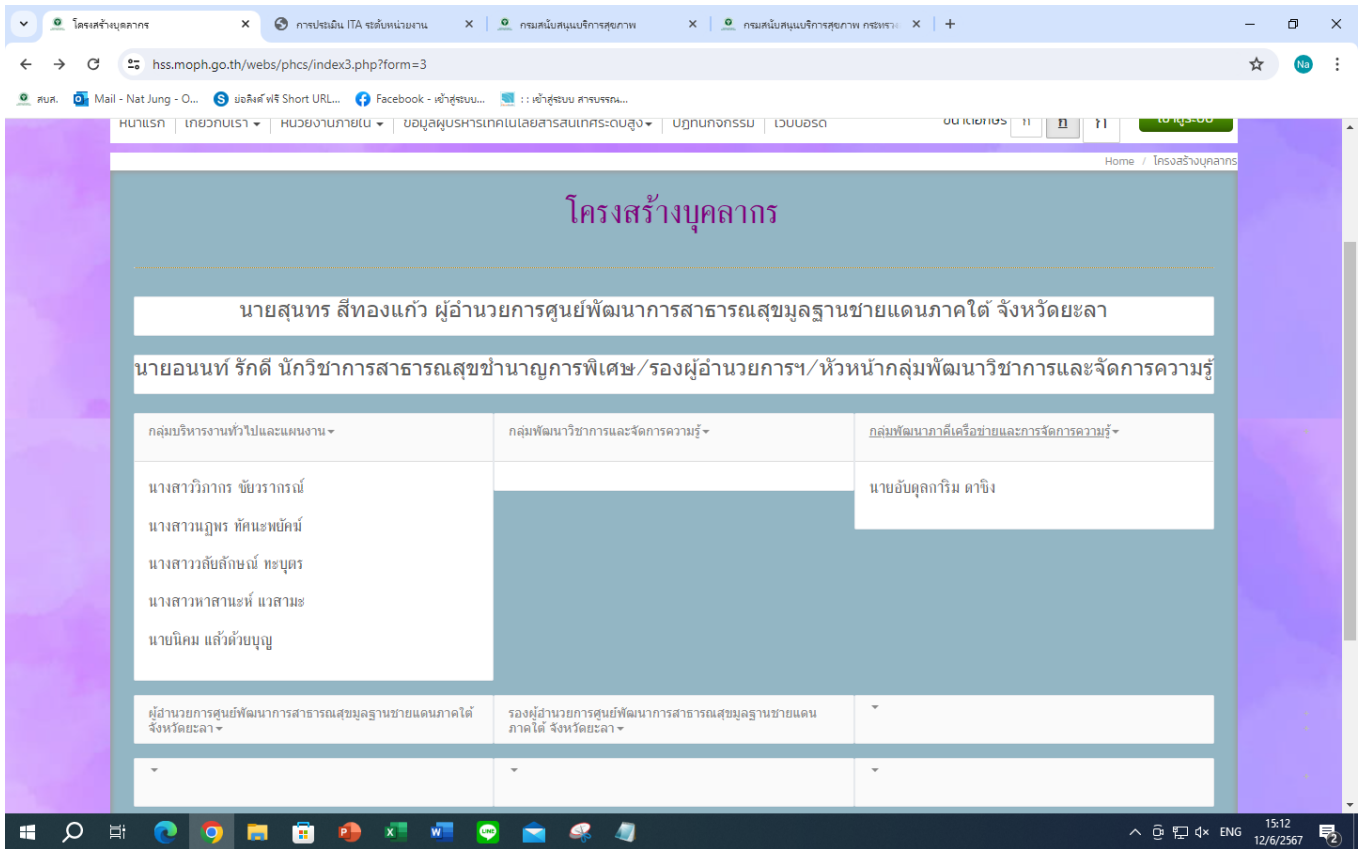 โครงสร้างบุคลากร
การประเมิน ITA ระดับหน่วยงาน
กรมสนับสนุนบริการสุขภาพ
กรมสนับสนุนบริการสุขภาพ กระทรวง
hss.moph.go.th/webs/phcs/index3.php?form=3
Na
สบส.
Mail - Nat Jung - O...
ย่อลิงค์ ฟรี Short URL...
Facebook - เข้าสู่ระบบ...
: : เข้าสู่ระบบ สารบรรณ...
หน้าแรก เกี่ยวกับเรา หน่วยงานภายใน ข้อมูลผู้บริหารเทคโนโลยีสารสนเทศระดับสูง ปฏิทินกิจกรรม เว็บบอร์ด ขนาดอักษร ก ก ก เข้าสู่ระบบ
Home / โครงสร้างบุคลากร
โครงสร้างบุคลากร
นายสุนทร สีทองแก้ว ผู้อำนวยการศูนย์พัฒนาการสาธารณสุขมูลฐานชายแดนภาคใต้ จังหวัดยะลา
นายอนนท์ รักดี นักวิชาการสาธารณสุขชำนาญการพิเศษ/รองผู้อำนวยการฯ/หัวหน้ากลุ่มพัฒนาวิชาการและจัดการความรู้
กลุ่มบริหารงานทั่วไปและแผนงาน
นางสาววิภากร ชัยวรากรณ์
นางสาวนฏพร ทัศนะพยัคฆ์
นางสาววลัยลักษณ์ ทะบุตร
นางสาวหาสานะห์ แวสามะ
นายนิคม แล้วด้วยบุญ
กลุ่มพัฒนาวิชาการและจัดการความรู้
กลุ่มพัฒนาภาคีเครือข่ายและการจัดการความรู้
นายอับดุลการิม ดาซิง
ผู้อำนวยการศูนย์พัฒนาการสาธารณสุขมูลฐานชายแดนภาคใต้
จังหวัดยะลา
รองผู้อำนวยการศูนย์พัฒนาการสาธารณสุขมูลฐานชายแดน
ภาคใต้ จังหวัดยะลา
ENG
15:12
12/6/2567
2